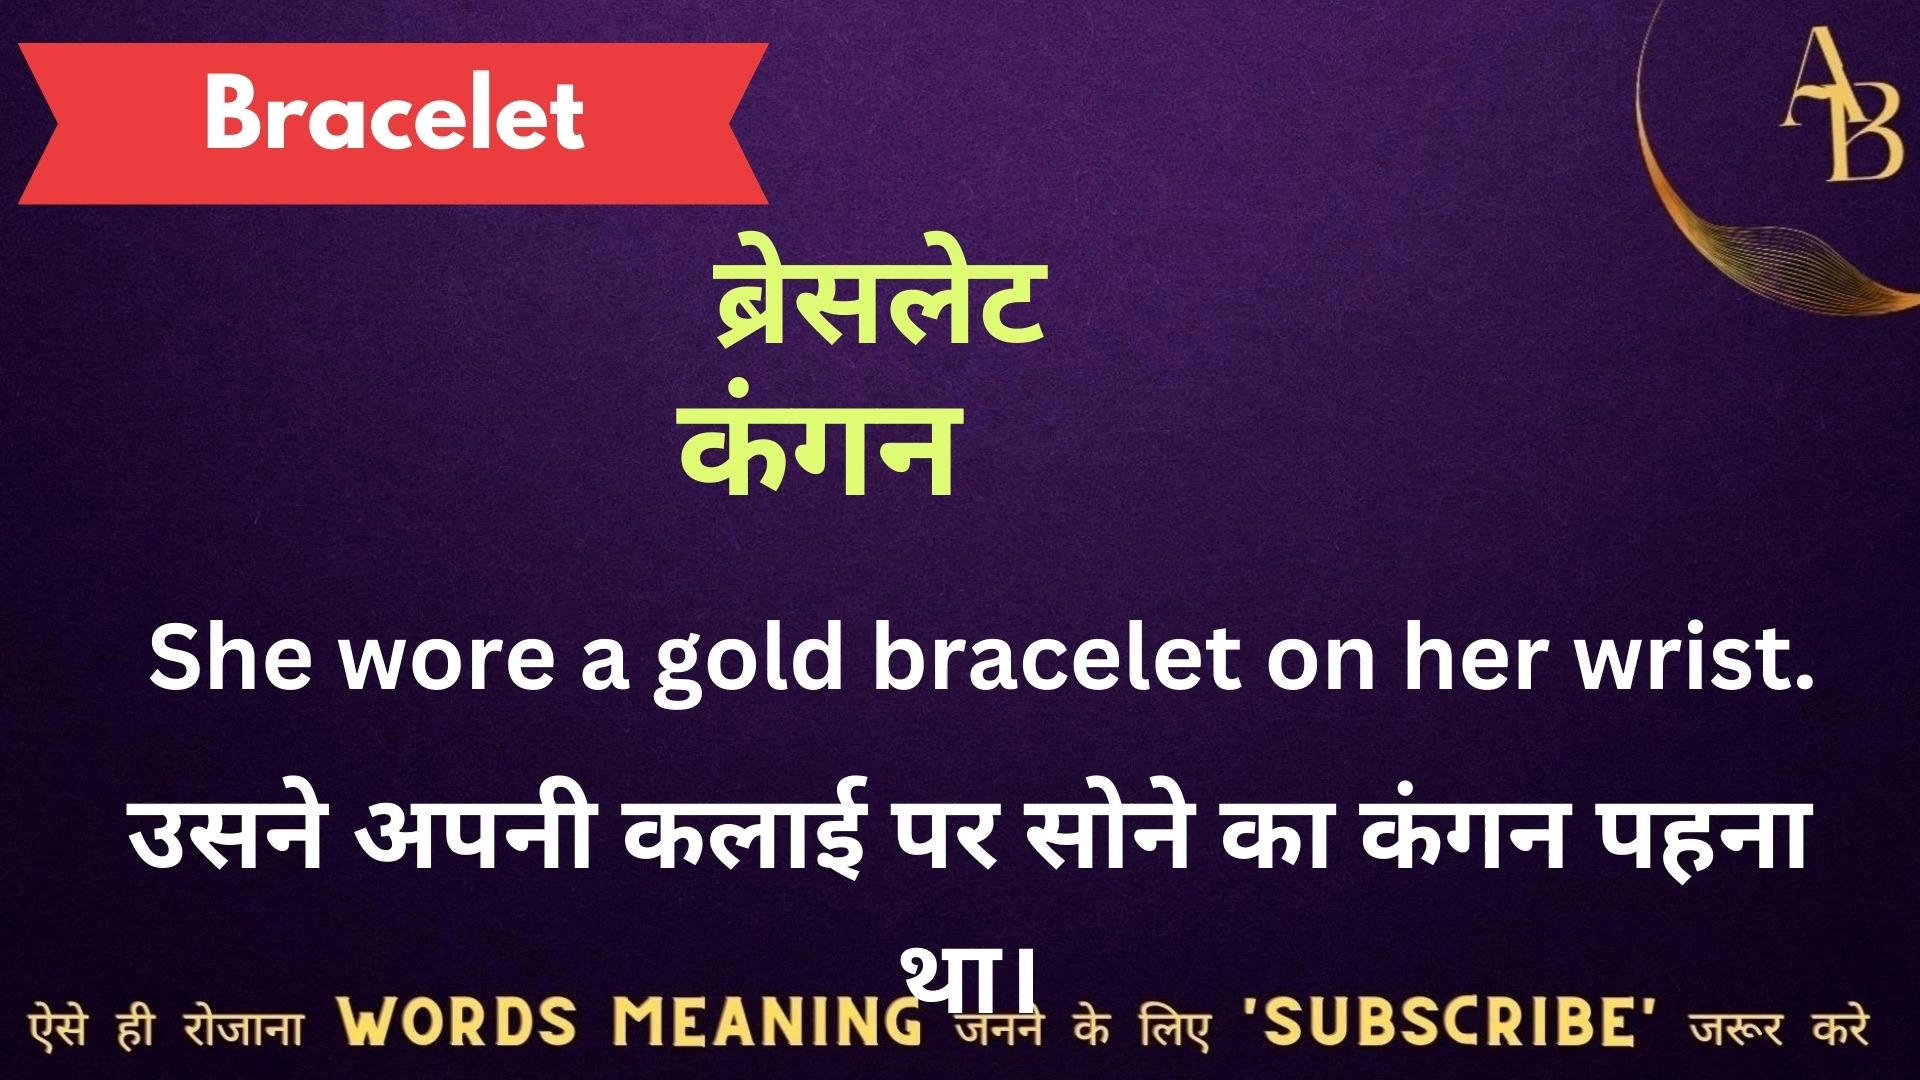 Bracelet
AB
ब्रेसलेट
कंगन
She wore a gold bracelet on her wrist.
उसने अपनी कलाई पर सोने का कंगन पहना
था।
ऐसे ही रोजाना WORDS MEANING जनने के लिए 'SUBSCRIBE' जरूर करे